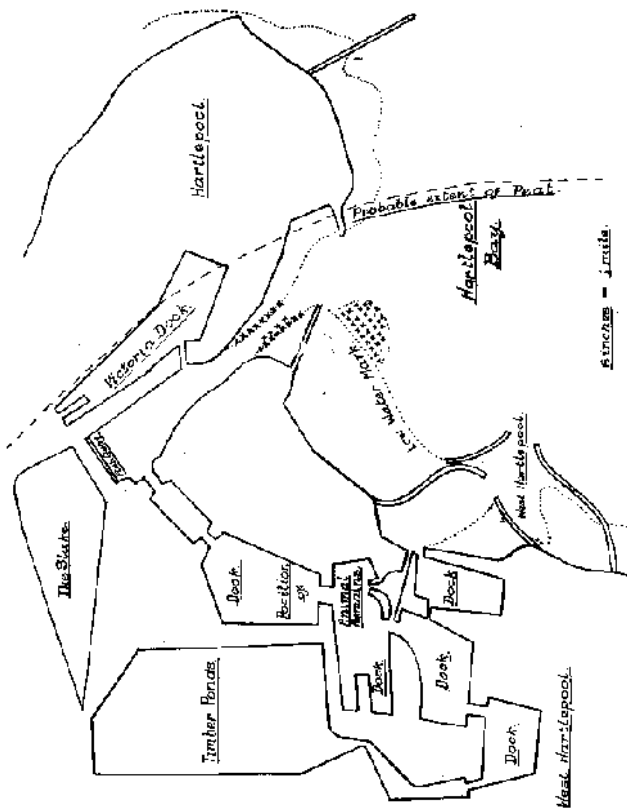 Hartlepool
Probable extent of Peat.
Hartlepool
Bay.
6 inches = 1 mile.
Victoria Dock.
Low Water Mark
West Hartlepool.
The Slake.
Dock
Position
of
Animal
Remains
Dock
Timber Ponds
Dock
Dock.
Dock.
West Hartlepool.